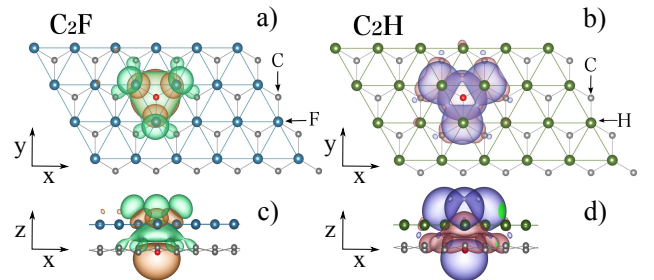 C₂F a) C₂H b)
C C
F H
y y
x x
c) d)
z z
x x